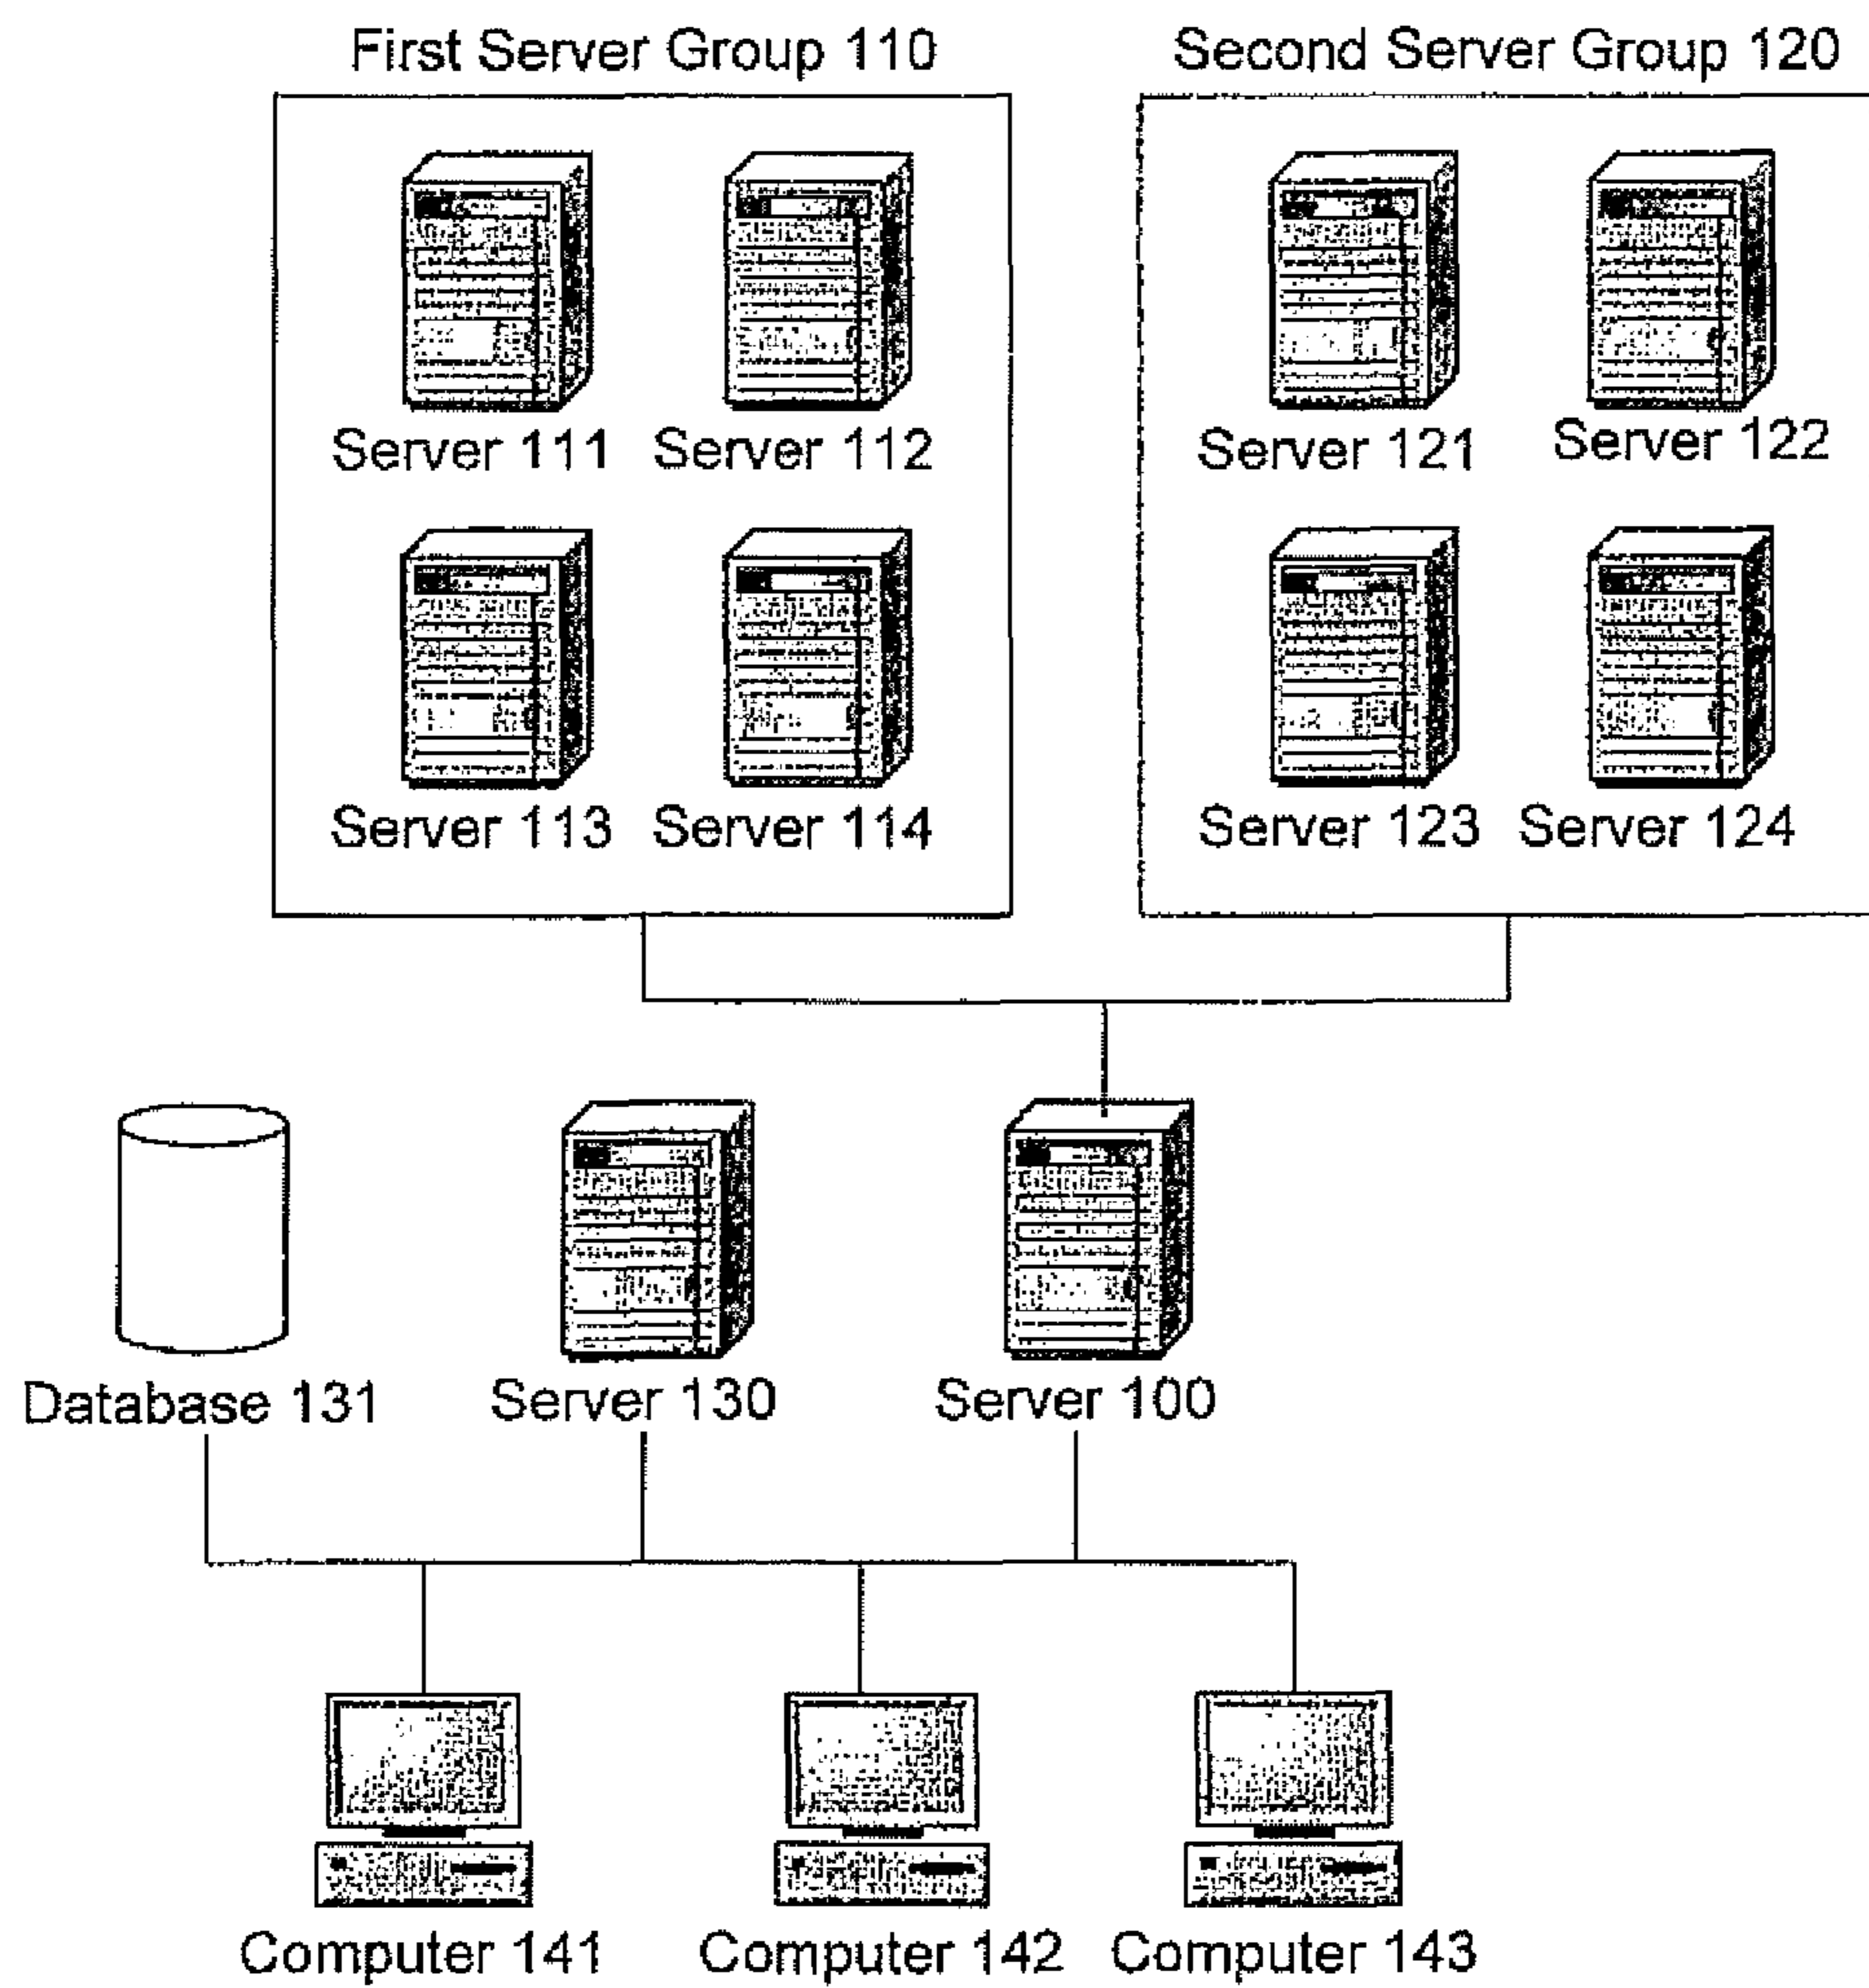 First Server Group 110
Second Server Group 120
Server 111
Server 112
Server 121
Server 122
Server 113
Server 114
Server 123
Server 124
Database 131
Server 130
Server 100
Computer 141
Computer 142
Computer 143